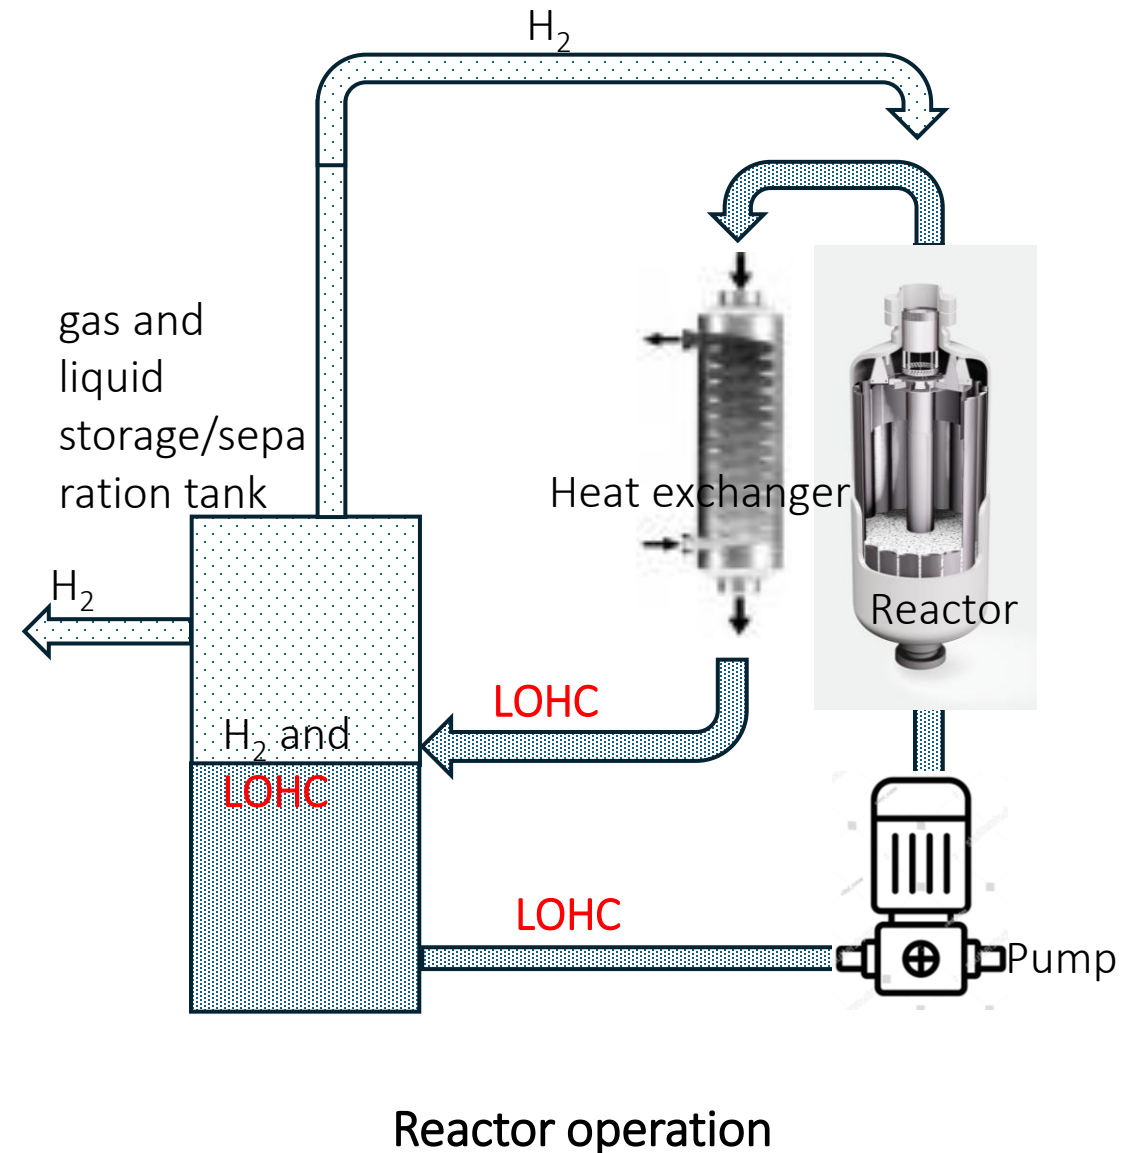 H2
gas and
liquid
storage/sepa
ration tank
Heat exchanger
H2
Reactor
LOHC
H2 and
LOHC
LOHC
Pump
Reactor operation